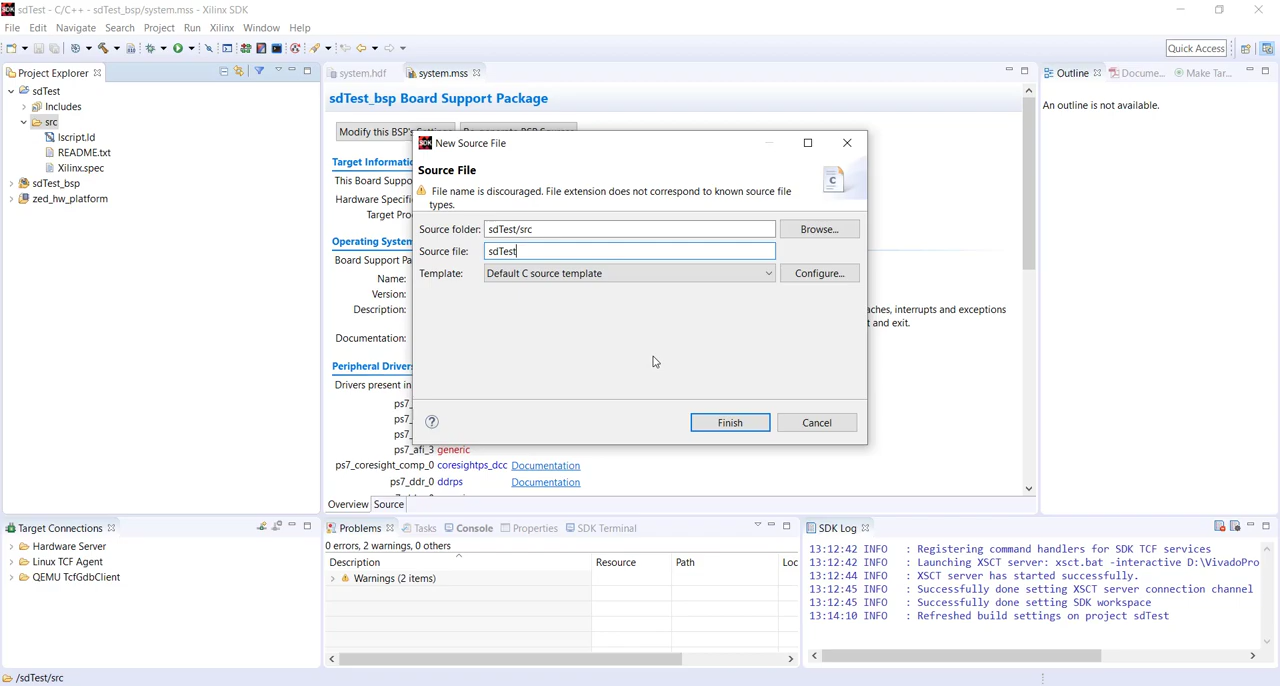 sdTest - C/C++ - sdTest_bsp/system.mss - Xilinx SDK
File Edit Navigate Search Project Run Xilinx Window Help
Quick Access
Project Explorer
sdTest
Includes
src
lscript.ld
README.txt
Xilinx.spec
sdTest_bsp
zed_hw_platform
system.hdf
system.mss
sdTest_bsp Board Support Package
Modify this BSP's Settings
Target Informati
This Board Suppo
Hardware Specific
Target Pro
Operating System
Board Support Pa
Name:
Version:
Description:
aches, interrupts and exceptions
t and exit.
Documentation:
Peripheral Drivers
Drivers present in
ps7_
ps7_
ps7_
ps7_afi_3 generic
ps7_coresight_comp_0 coresightps_dcc Documentation
ps7_ddr_0 ddrps Documentation
Overview Source
New Source File
Source File
File name is discouraged. File extension does not correspond to known source file
types.
Source folder: sdTest/src Browse...
Source file: sdTest
Template: Default C source template Configure...
Finish Cancel
Outline Docume... Make Tar...
An outline is not available.
Target Connections
Hardware Server
Linux TCF Agent
QEMU TcfGdbClient
Problems Tasks Console Properties SDK Terminal
0 errors, 2 warnings, 0 others
Description Resource Path Loc
Warnings (2 items)
SDK Log
13:12:42 INFO : Registering command handlers for SDK TCF services
13:12:42 INFO : Launching XSCT server: xsct.bat -interactive D:\VivadoPro
13:12:44 INFO : XSCT server has started successfully.
13:12:45 INFO : Successfully done setting XSCT server connection channel
13:12:45 INFO : Successfully done setting SDK workspace
13:14:10 INFO : Refreshed build settings on project sdTest
/sdTest/src